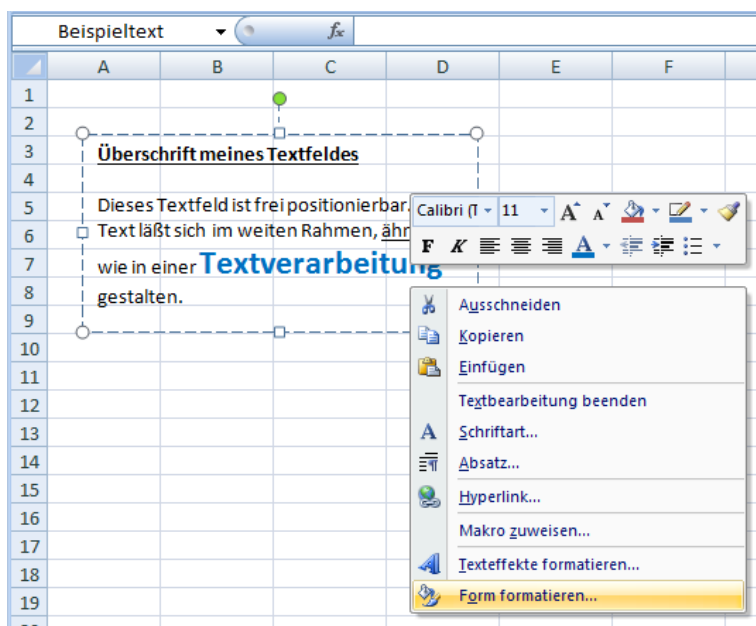 Beispieltext fx
A B C D E F
1
2
3
4
5
6
7
8
9
10
11
12
13
14
15
16
17
18
19
Überschrift meines Textfeldes
Dieses Textfeld ist frei positionierbar.
Text läßt sich im weiten Rahmen,
wie in einer Textverarbeitung
gestalten.
Calibri (T 11 A A
F K A
Ausschneiden
Kopieren
Einfügen
Textbearbeitung beenden
Schriftart...
Absatz...
Hyperlink...
Makro zuweisen...
Texteffekte formatieren...
Form formatieren...